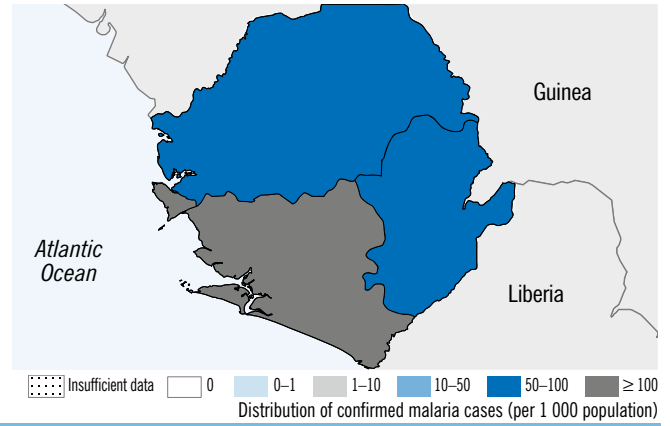 Guinea
Atlantic
Ocean
Liberia
Insufficient data 0 0–1 1–10 10–50 50–100 ≥ 100
Distribution of confirmed malaria cases (per 1 000 population)